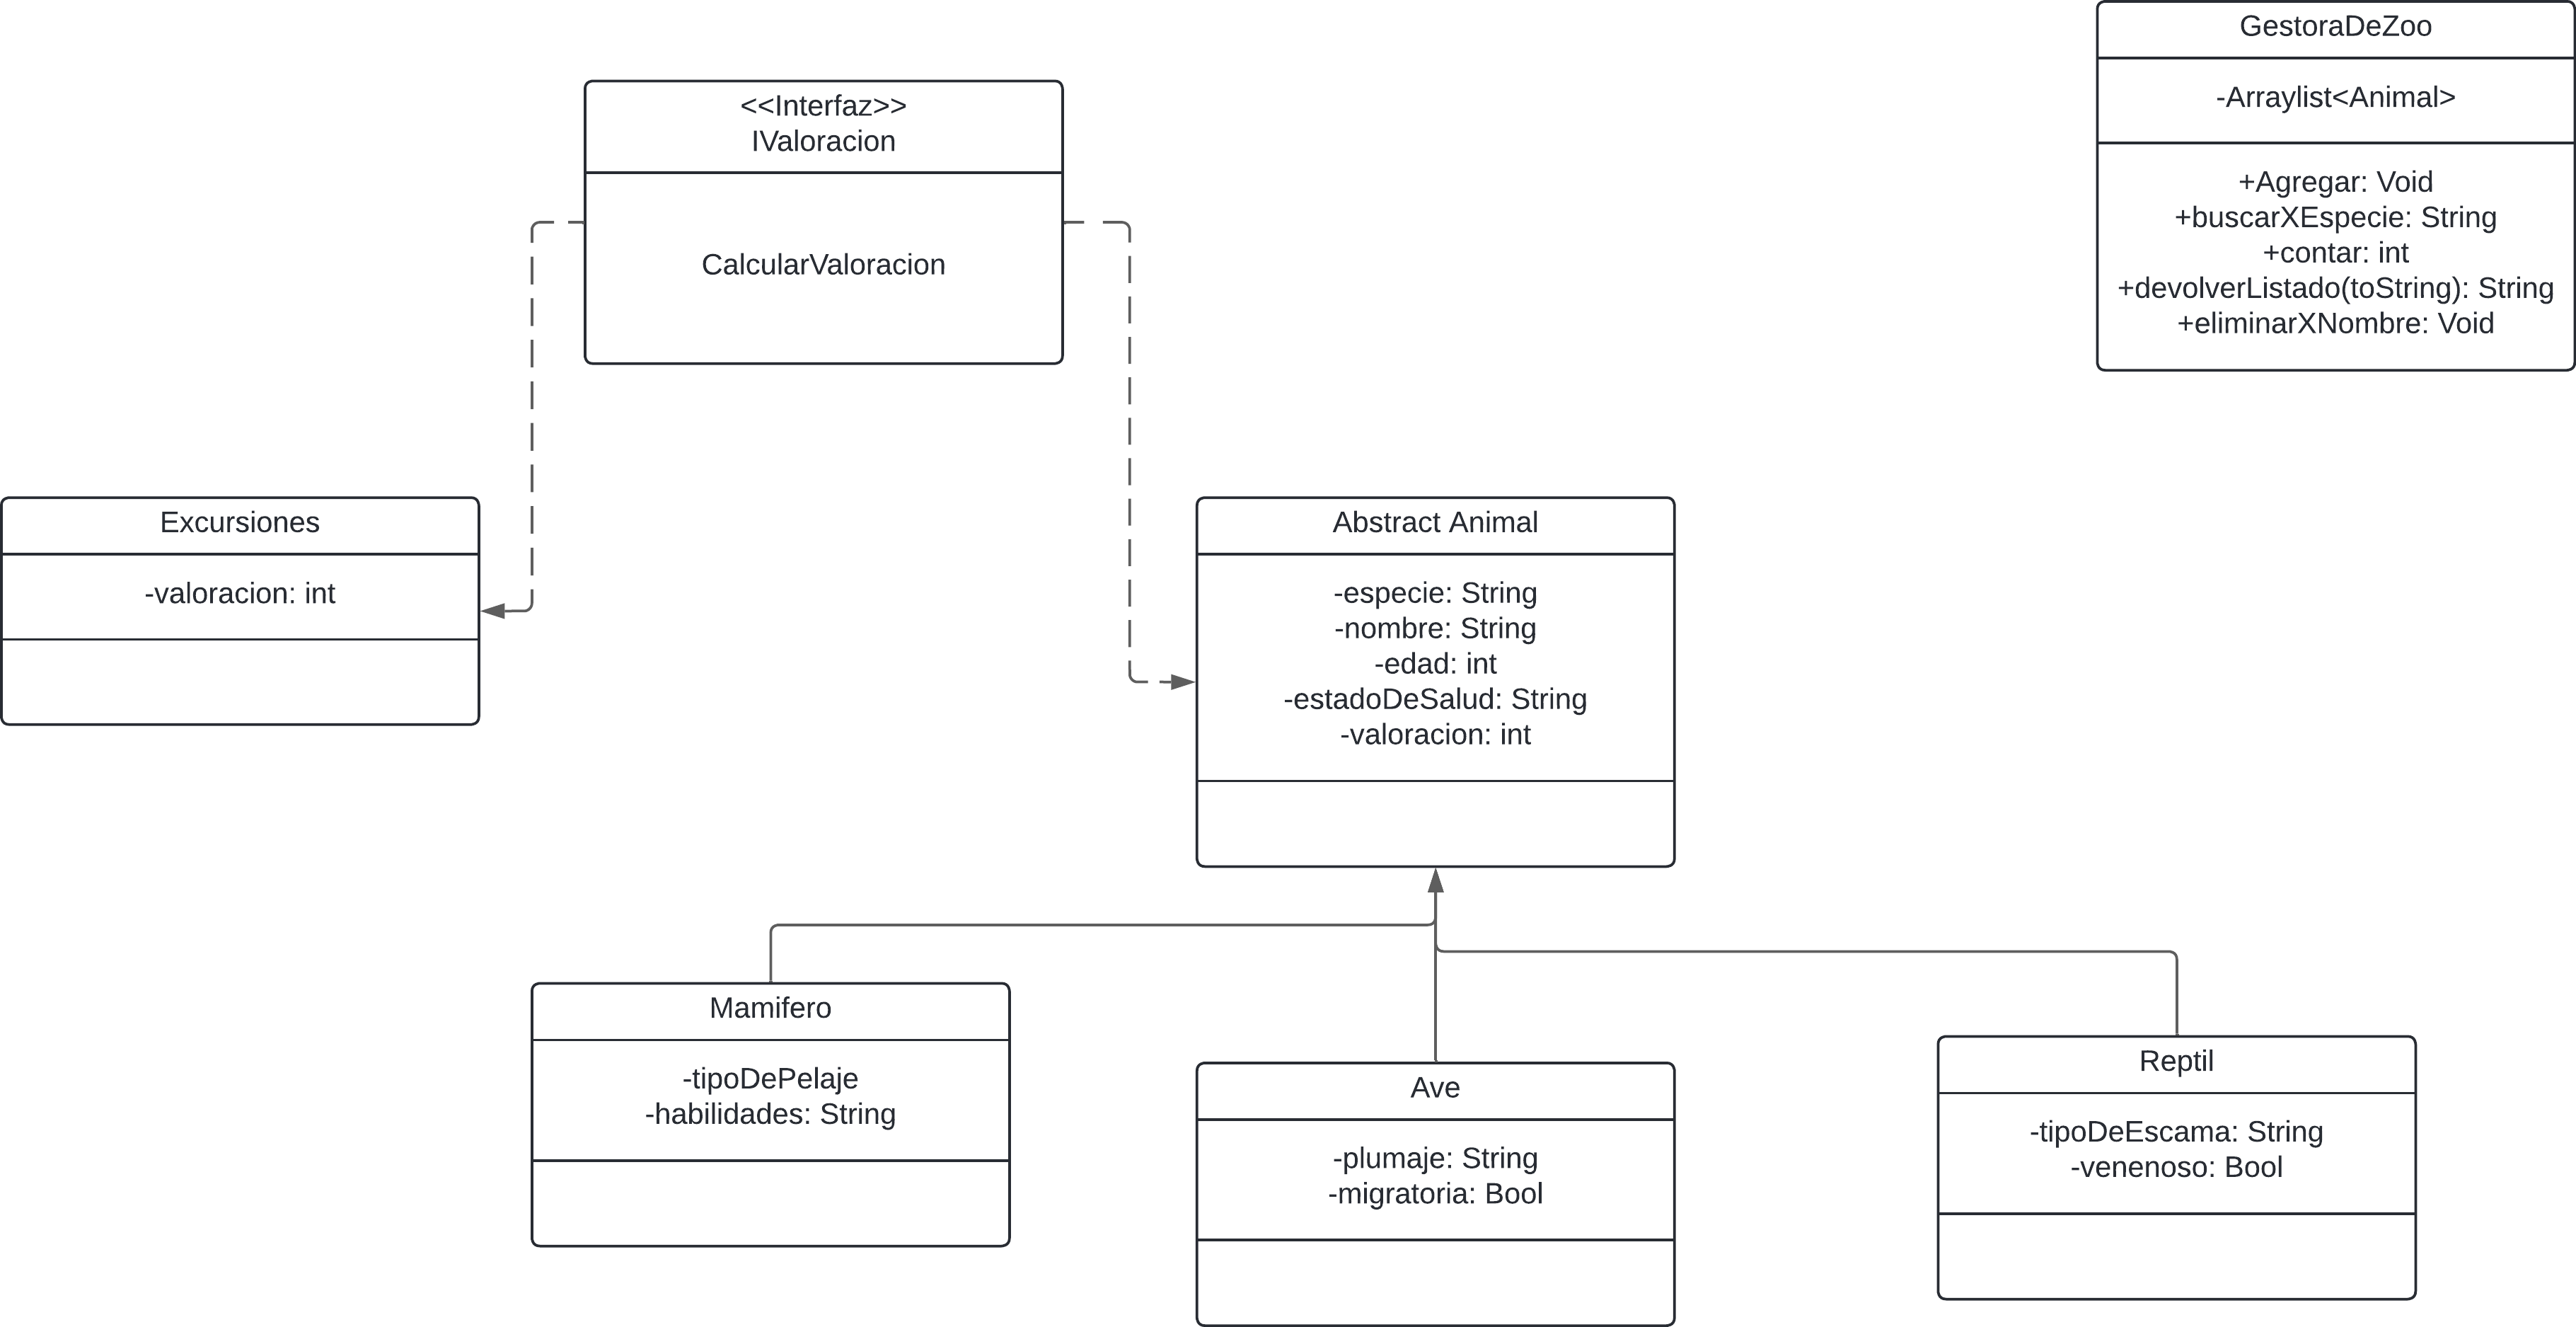 GestoraDeZoo
-Arraylist<Animal>
+Agregar: Void
+buscarXEspecie: String
+contar: int
+devolverListado(toString): String
+eliminarXNombre: Void
<<Interfaz>>
IValoracion
CalcularValoracion
Excursiones
-valoracion: int
Abstract Animal
-especie: String
-nombre: String
-edad: int
-estadoDeSalud: String
-valoracion: int
Mamifero
-tipoDePelaje
-habilidades: String
Ave
-plumaje: String
-migratoria: Bool
Reptil
-tipoDeEscama: String
-venenoso: Bool